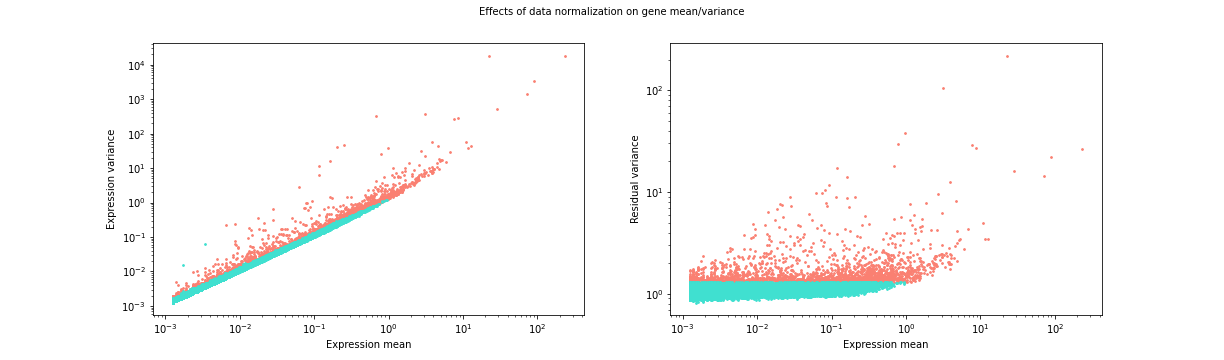 Effects of data normalization on gene mean/variance
Expression variance
10⁴
10³
10²
10¹
10⁰
10⁻¹
10⁻²
10⁻³
10⁻³ 10⁻² 10⁻¹ 10⁰ 10¹ 10²
Expression mean
Residual variance
10²
10¹
10⁰
10⁻³ 10⁻² 10⁻¹ 10⁰ 10¹ 10²
Expression mean